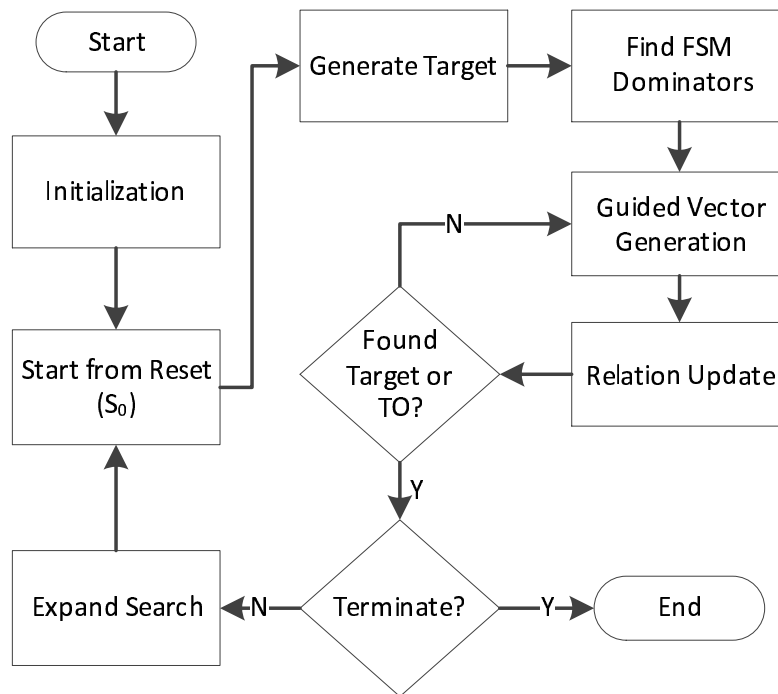 Start
Initialization
Start from Reset
(S₀)
Generate Target
Find FSM
Dominators
Guided Vector
Generation
Relation Update
Found
Target or
TO?
N
Y
Terminate?
N
Y
Expand Search
End